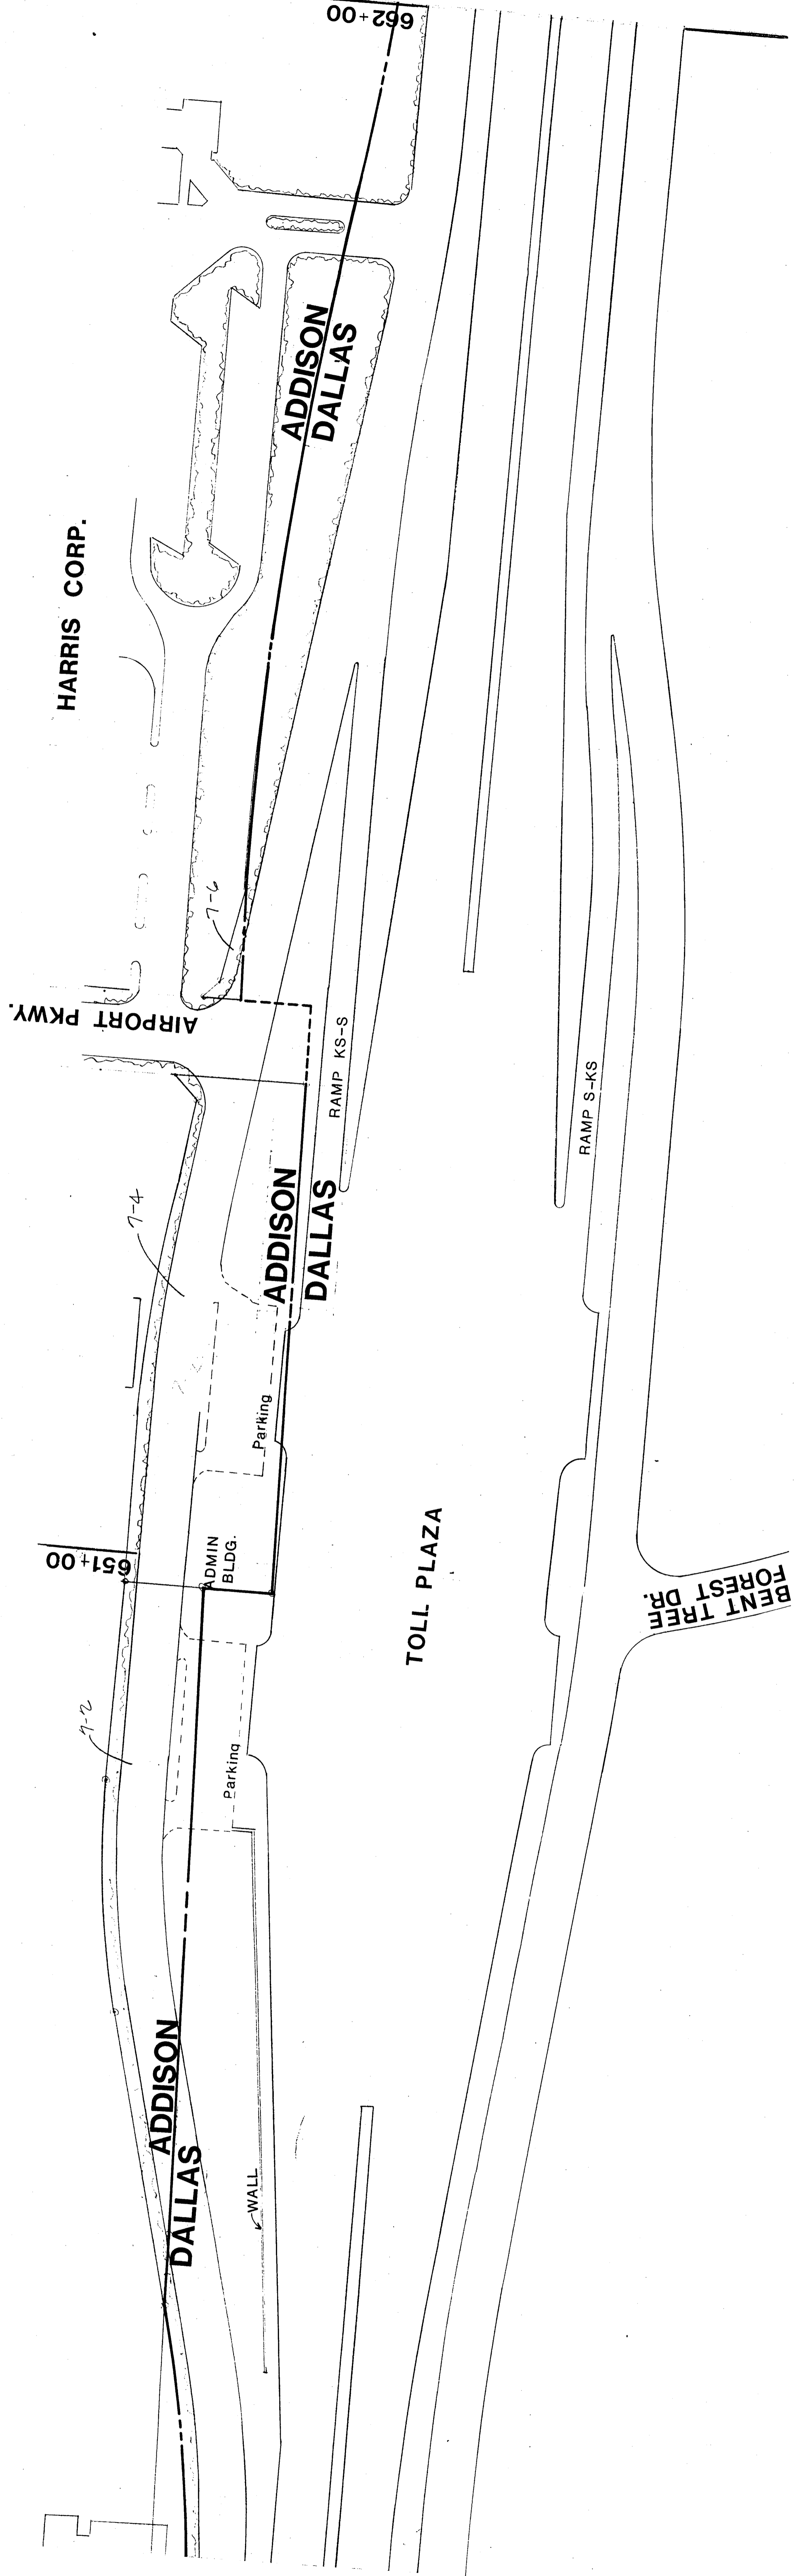 662+00
ADDISON
DALLAS
HARRIS CORP.
7-6
AIRPORT PKWY.
RAMP KS-S
RAMP S-KS
7-4
ADDISON
DALLAS
Parking
651+00
ADMIN
BLDG.
TOLL PLAZA
BENT TREE
FOREST DR.
7-2
Parking
ADDISON
DALLAS
WALL